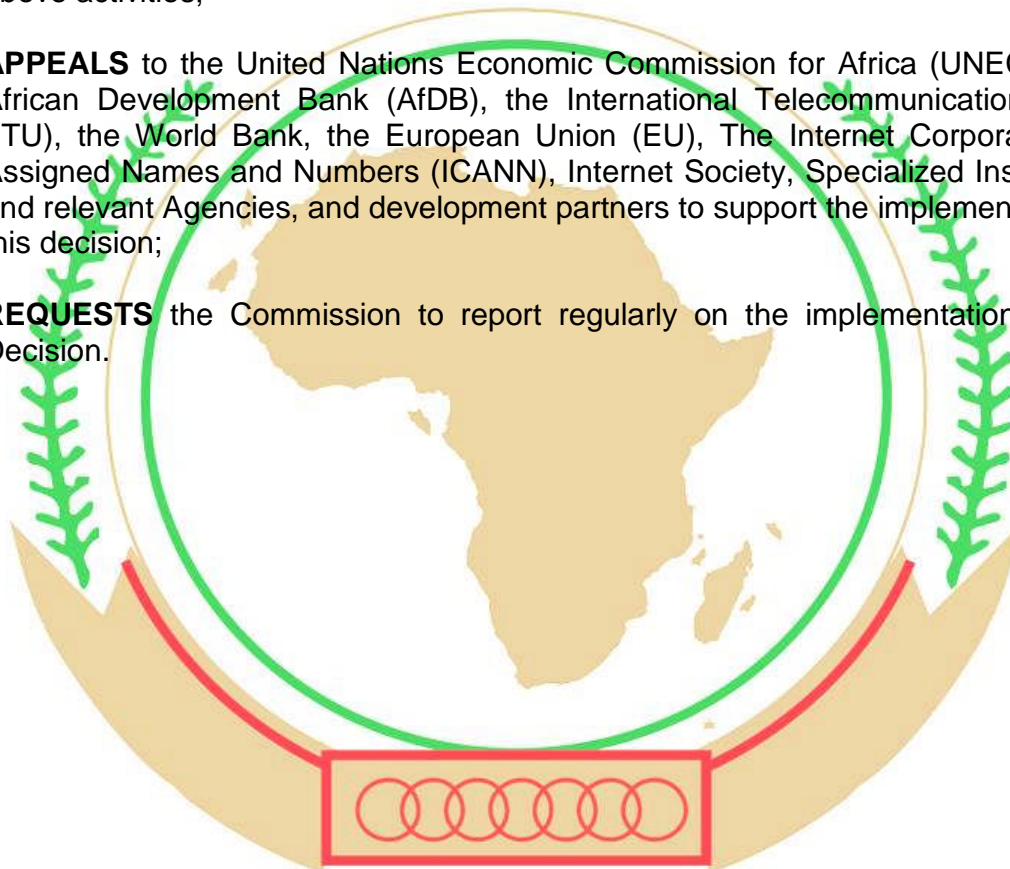 above activities;
APPEALS to the United Nations Economic Commission for Africa (UNEC
African Development Bank (AfDB), the International Telecommunication
ITU), the World Bank, the European Union (EU), The Internet Corpora
Assigned Names and Numbers (ICANN), Internet Society, Specialized Ins
and relevant Agencies, and development partners to support the implemen
this decision;
REQUESTS the Commission to report regularly on the implementation
Decision.